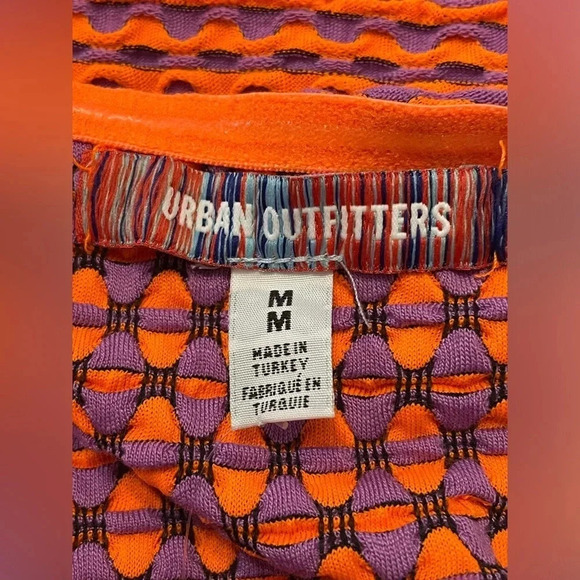 URBAN OUTFITTERS
M
M
MADE IN
TURKEY
FABRIQUÉ EN
TURQUIE